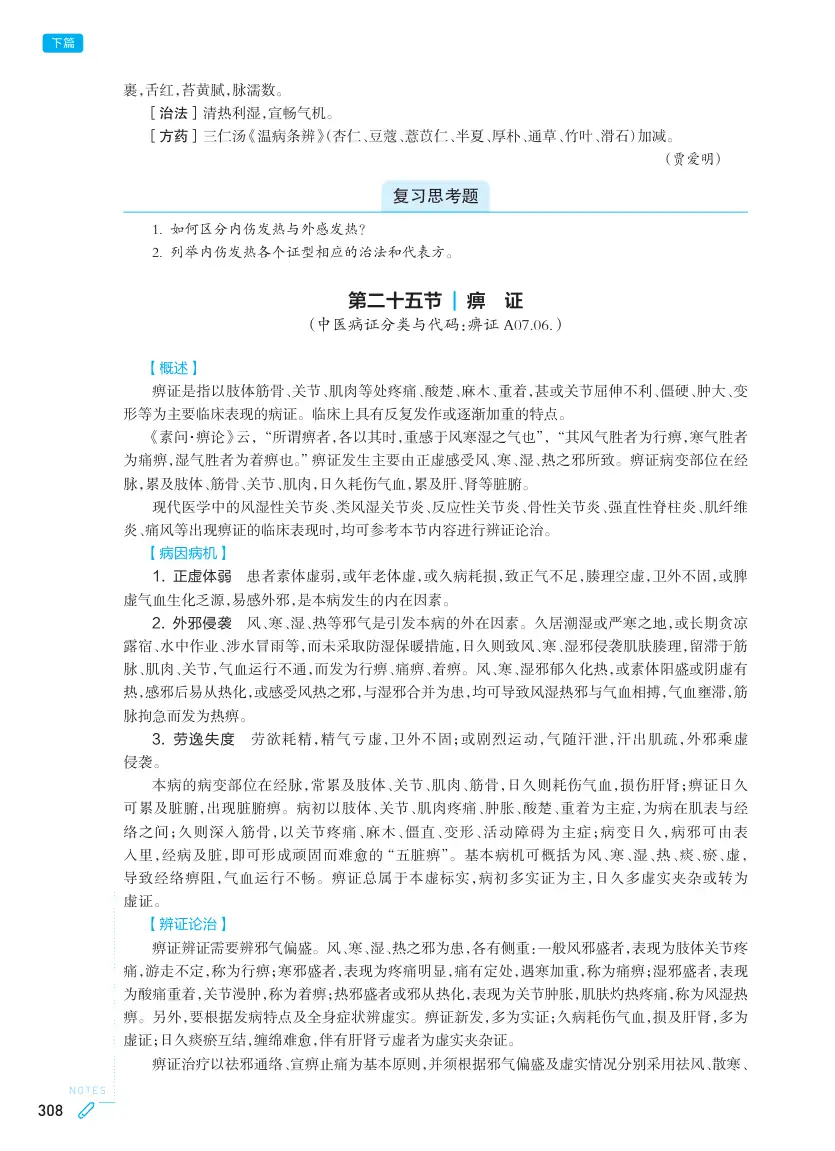 下篇
裹,舌红,苔黄腻,脉濡数。
[治法] 清热利湿,宣畅气机。
[方药] 三仁汤《温病条辨》(杏仁、豆蔻、薏苡仁、半夏、厚朴、通草、竹叶、滑石)加减。
(贾爱明)
复习思考题
1. 如何区分内伤发热与外感发热?
2. 列举内伤发热各个证型相应的治法和代表方。
第二十五节 | 痹 证
(中医病证分类与代码:痹证 A07.06.)
【概述】
痹证是指以肢体筋骨、关节、肌肉等处疼痛、酸楚、麻木、重着,甚或关节屈伸不利、僵硬、肿大、变
形等为主要临床表现的病证。临床上具有反复发作或逐渐加重的特点。
《素问·痹论》云,“所谓痹者,各以其时,重感于风寒湿之气也”,“其风气胜者为行痹,寒气胜者
为痛痹,湿气胜者为着痹也。”痹证发生主要由正虚感受风、寒、湿、热之邪所致。痹证病变部位在经
脉,累及肢体、筋骨、关节、肌肉,日久耗伤气血,累及肝、肾等脏腑。
现代医学中的风湿性关节炎、类风湿关节炎、反应性关节炎、骨性关节炎、强直性脊柱炎、肌纤维
炎、痛风等出现痹证的临床表现时,均可参考本节内容进行辨证论治。
【病因病机】
1. 正虚体弱 患者素体虚弱,或年老体虚,或久病耗损,致正气不足,腠理空虚,卫外不固,或脾
虚气血生化乏源,易感外邪,是本病发生的内在因素。
2. 外邪侵袭 风、寒、湿、热等邪气是引发本病的外在因素。久居潮湿或严寒之地,或长期贪凉
露宿、水中作业、涉水冒雨等,而未采取防湿保暖措施,日久则致风、寒、湿邪侵袭肌肤腠理,留滞于筋
脉、肌肉、关节,气血运行不通,而发为行痹、痛痹、着痹。风、寒、湿邪郁久化热,或素体阳盛或阴虚有
热,感邪后易从热化,或感受风热之邪,与湿邪合并为患,均可导致风湿热邪与气血相搏,气血壅滞,筋
脉拘急而发为热痹。
3. 劳逸失度 劳欲耗精,精气亏虚,卫外不固;或剧烈运动,气随汗泄,汗出肌疏,外邪乘虚
侵袭。
本病的病变部位在经脉,常累及肢体、关节、肌肉、筋骨,日久则耗伤气血,损伤肝肾;痹证日久
可累及脏腑,出现脏腑痹。病初以肢体、关节、肌肉疼痛、肿胀、酸楚、重着为主症,为病在肌表与经
络之间;久则深入筋骨,以关节疼痛、麻木、僵直、变形、活动障碍为主症;病变日久,病邪可由表
入里,经病及脏,即可形成顽固而难愈的“五脏痹”。基本病机可概括为风、寒、湿、热、痰、瘀、虚,
导致经络痹阻,气血运行不畅。痹证总属于本虚标实,病初多实证为主,日久多虚实夹杂或转为
虚证。
【辨证论治】
痹证辨证需要辨邪气偏盛。风、寒、湿、热之邪为患,各有侧重:一般风邪盛者,表现为肢体关节疼
痛,游走不定,称为行痹;寒邪盛者,表现为疼痛明显,痛有定处,遇寒加重,称为痛痹;湿邪盛者,表现
为酸痛重着,关节漫肿,称为着痹;热邪盛者或邪从热化,表现为关节肿胀,肌肤灼热疼痛,称为风湿热
痹。另外,要根据发病特点及全身症状辨虚实。痹证新发,多为实证;久病耗伤气血,损及肝肾,多为
虚证;日久痰瘀互结,缠绵难愈,伴有肝肾亏虚者为虚实夹杂证。
痹证治疗以祛邪通络、宣痹止痛为基本原则,并须根据邪气偏盛及虚实情况分别采用祛风、散寒、
NOTES
308